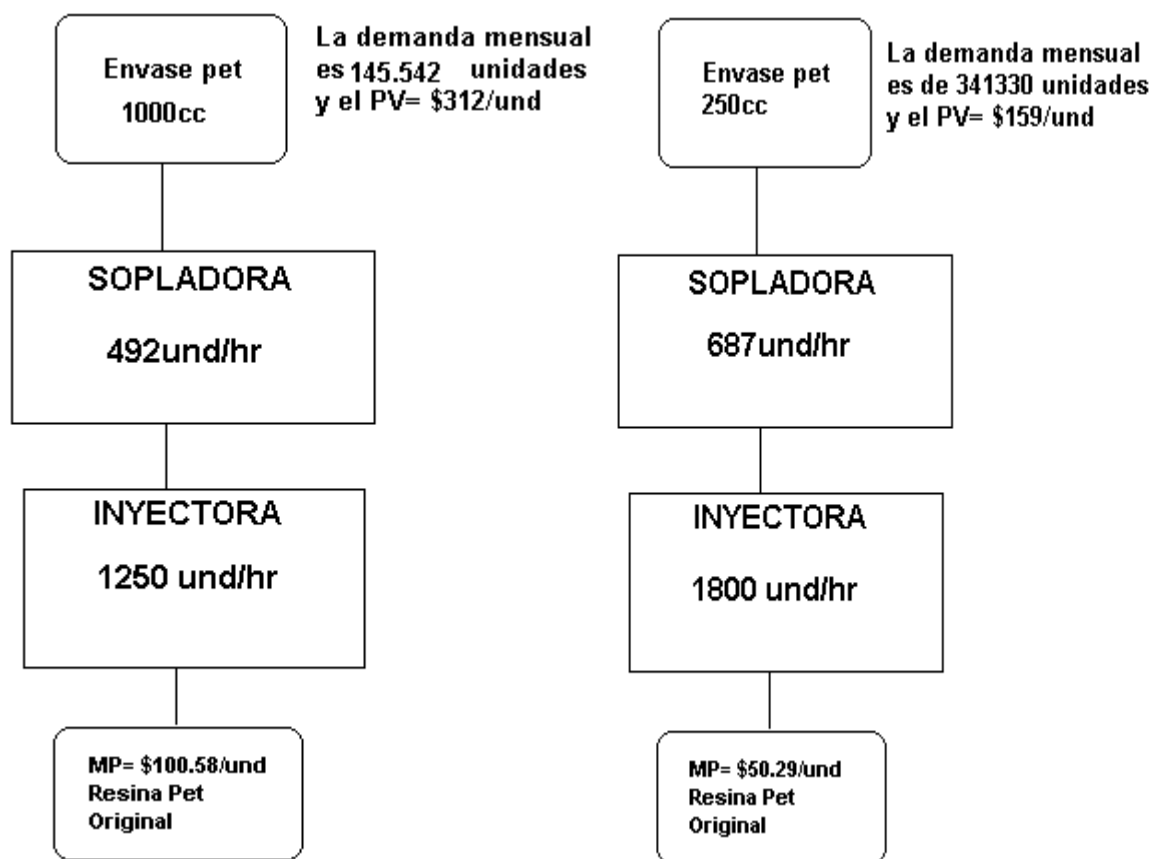 Envase pet
1000cc
La demanda mensual
es 145.542 unidades
y el PV= $312/und
SOPLADORA
492und/hr
INYECTORA
1250 und/hr
MP= $100.58/und
Resina Pet
Original
Envase pet
250cc
La demanda mensual
es de 341330 unidades
y el PV= $159/und
SOPLADORA
687und/hr
INYECTORA
1800 und/hr
MP= $50.29/und
Resina Pet
Original